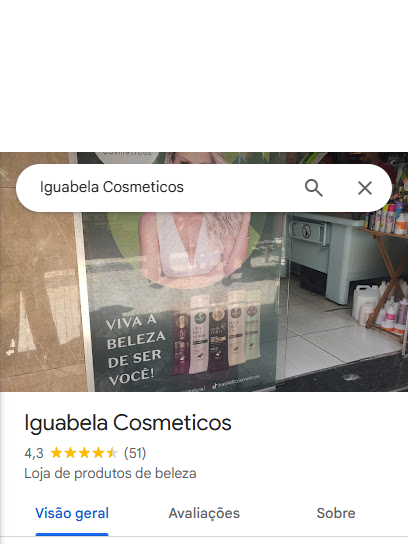 Iguabela Cosmeticos
VIVA A
BELEZA
DE SER
VOCÊ!
Iguabela Cosmeticos
4,3 (51)
Loja de produtos de beleza
Visão geral Avaliações Sobre